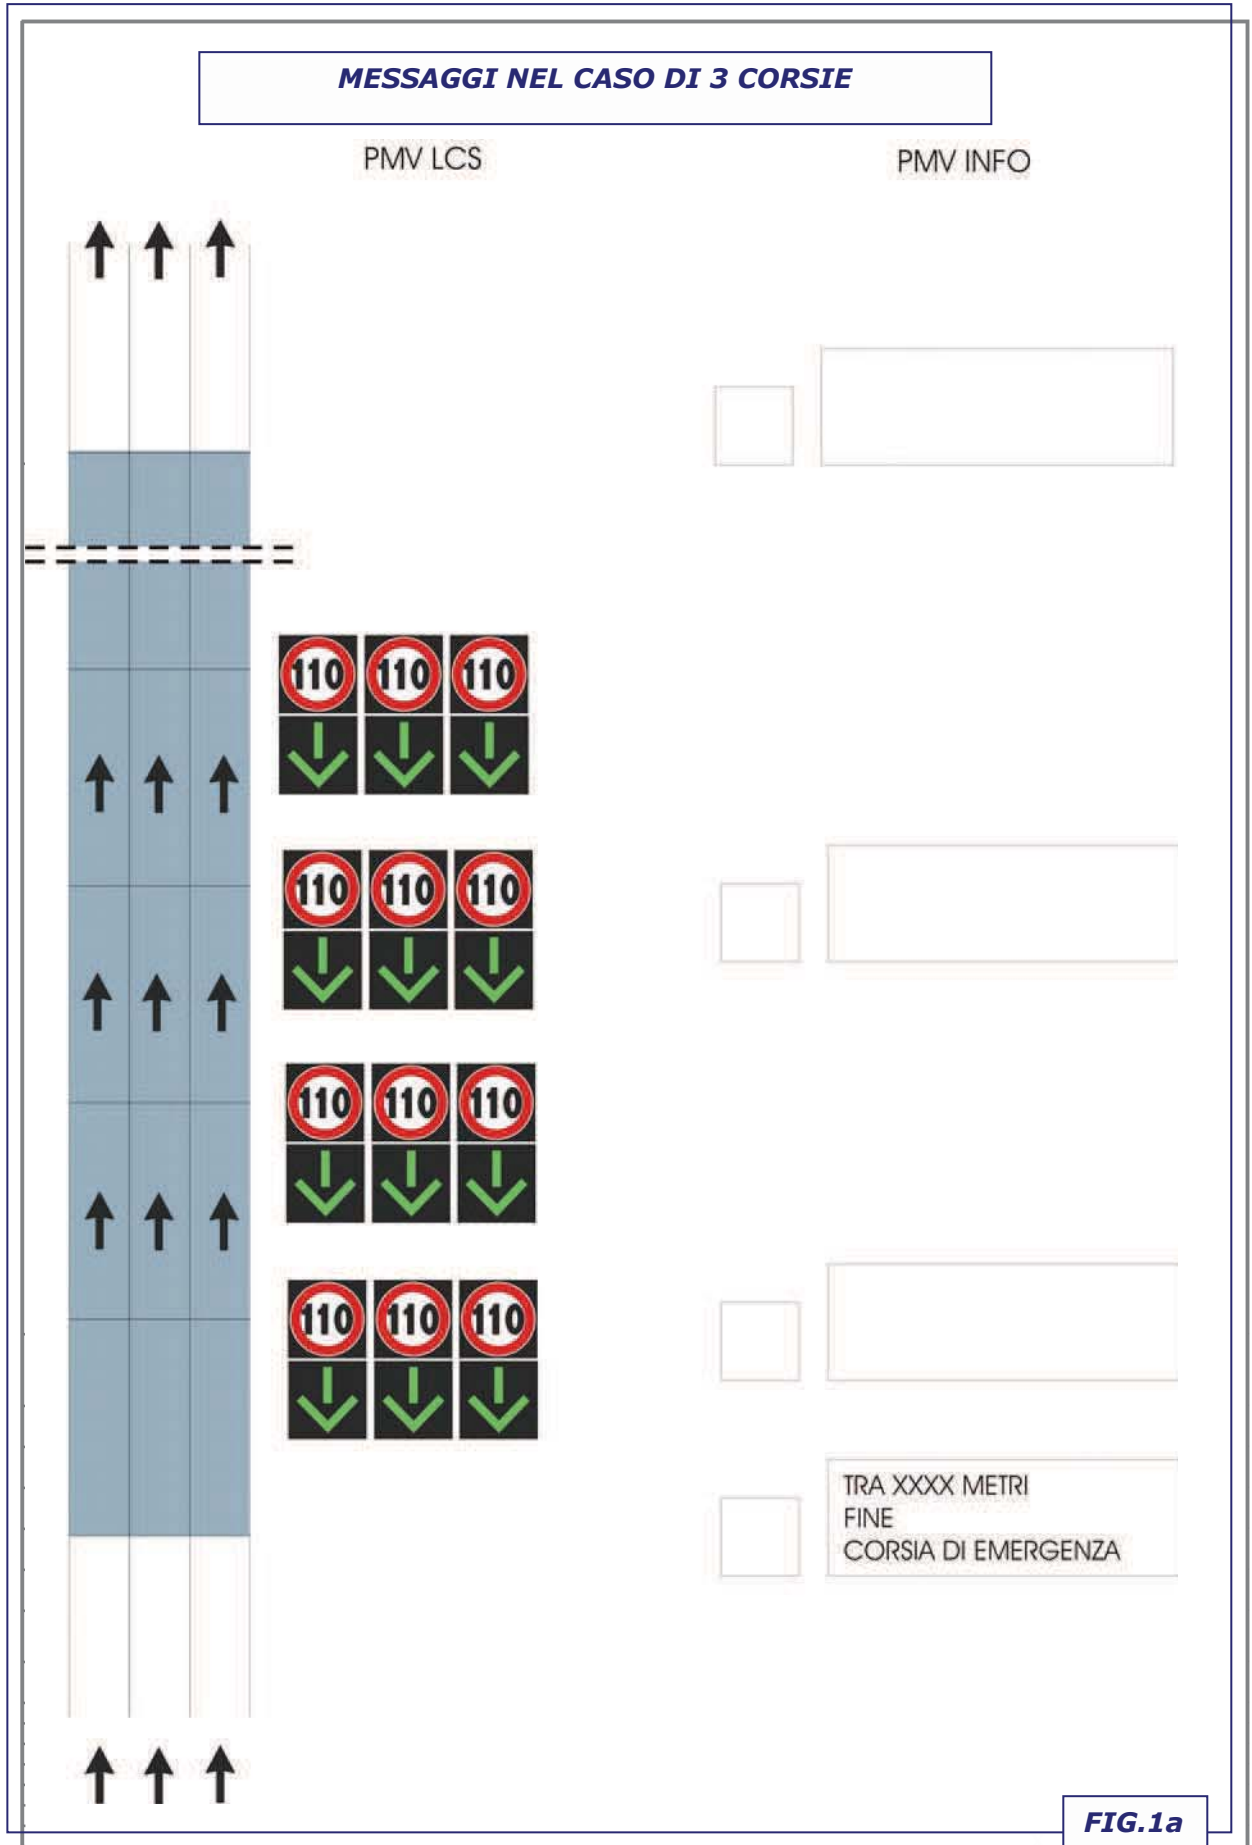 MESSAGGI NEL CASO DI 3 CORSIE
PMV LCS
PMV INFO
110 110 110
110 110 110
110 110 110
110 110 110
TRA XXXX METRI
FINE
CORSIA DI EMERGENZA
FIG.1a